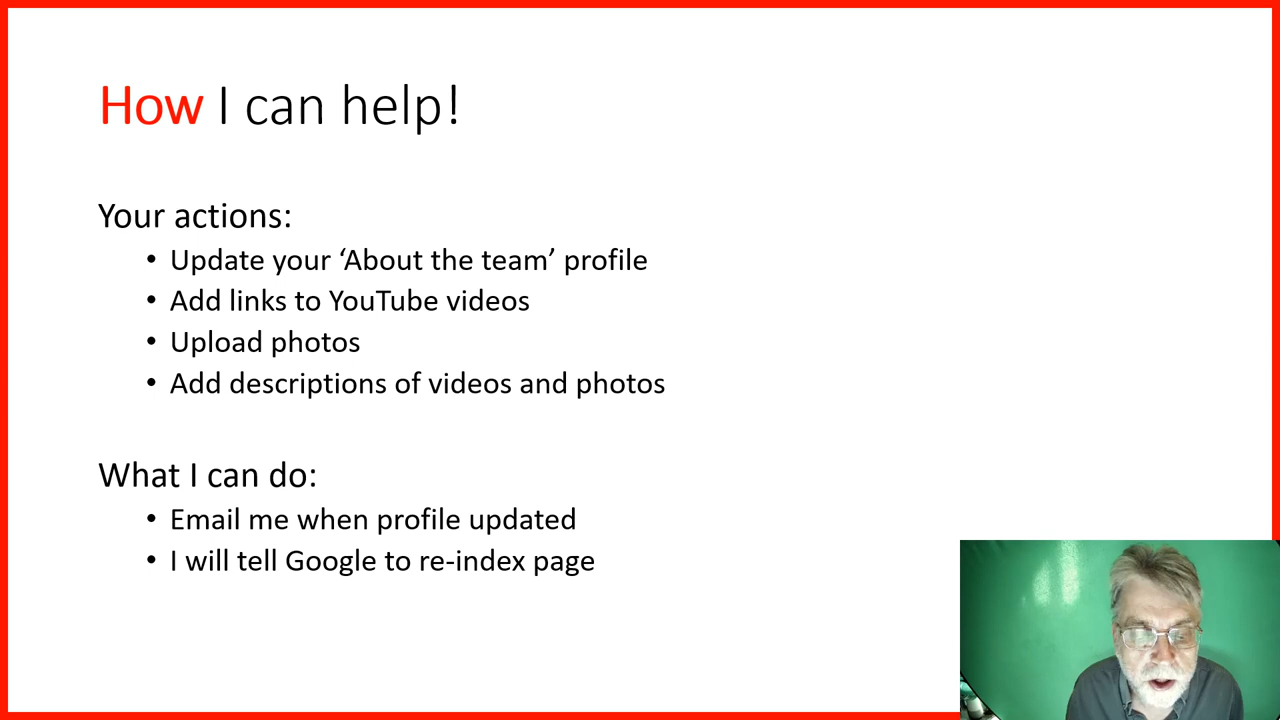 How I can help!
Your actions:
• Update your ‘About the team’ profile
• Add links to YouTube videos
• Upload photos
• Add descriptions of videos and photos
What I can do:
• Email me when profile updated
• I will tell Google to re-index page